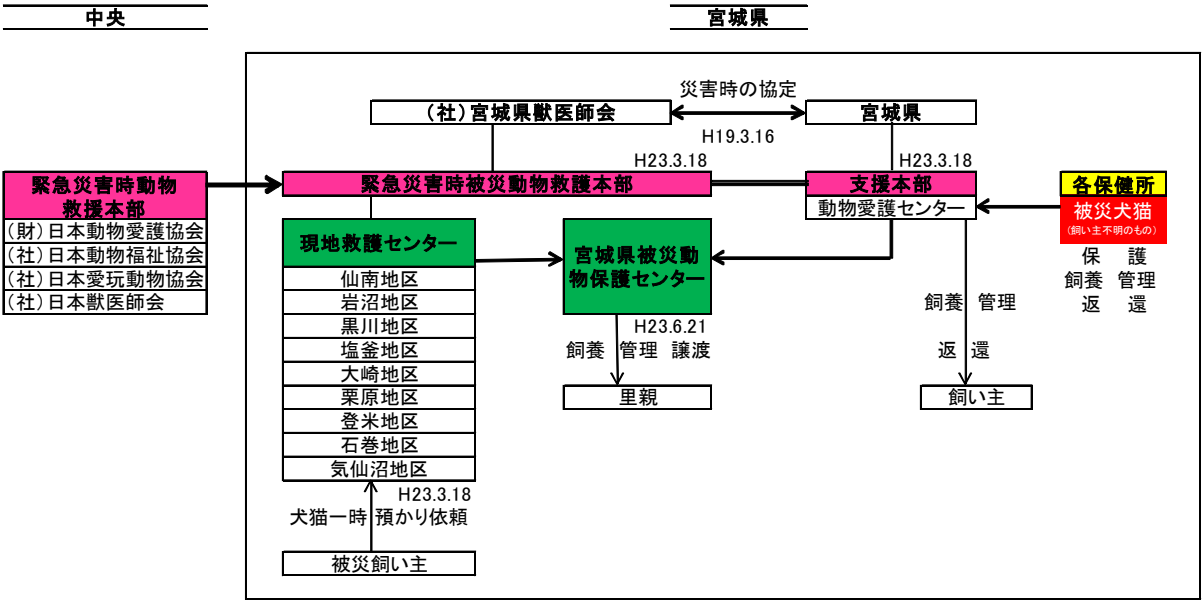 中央
宮城県
災害時の協定
（社）宮城県獣医師会
宮城県
H19.3.16
H23.3.18
H23.3.18
緊急災害時動物
救援本部
（財）日本動物愛護協会
（社）日本動物福祉協会
（社）日本愛玩動物協会
（社）日本獣医師会
緊急災害時被災動物救護本部
支援本部
動物愛護センター
各保健所
被災犬猫
（飼い主不明のもの）
保　護
飼養 管理
返　還
現地救護センター
仙南地区
岩沼地区
黒川地区
塩釜地区
大崎地区
栗原地区
登米地区
石巻地区
気仙沼地区
宮城県被災動
物保護センター
H23.6.21
飼養 管理 譲渡
里親
飼養 管理
返 還
飼い主
H23.3.18
犬猫一時 預かり依頼
被災飼い主